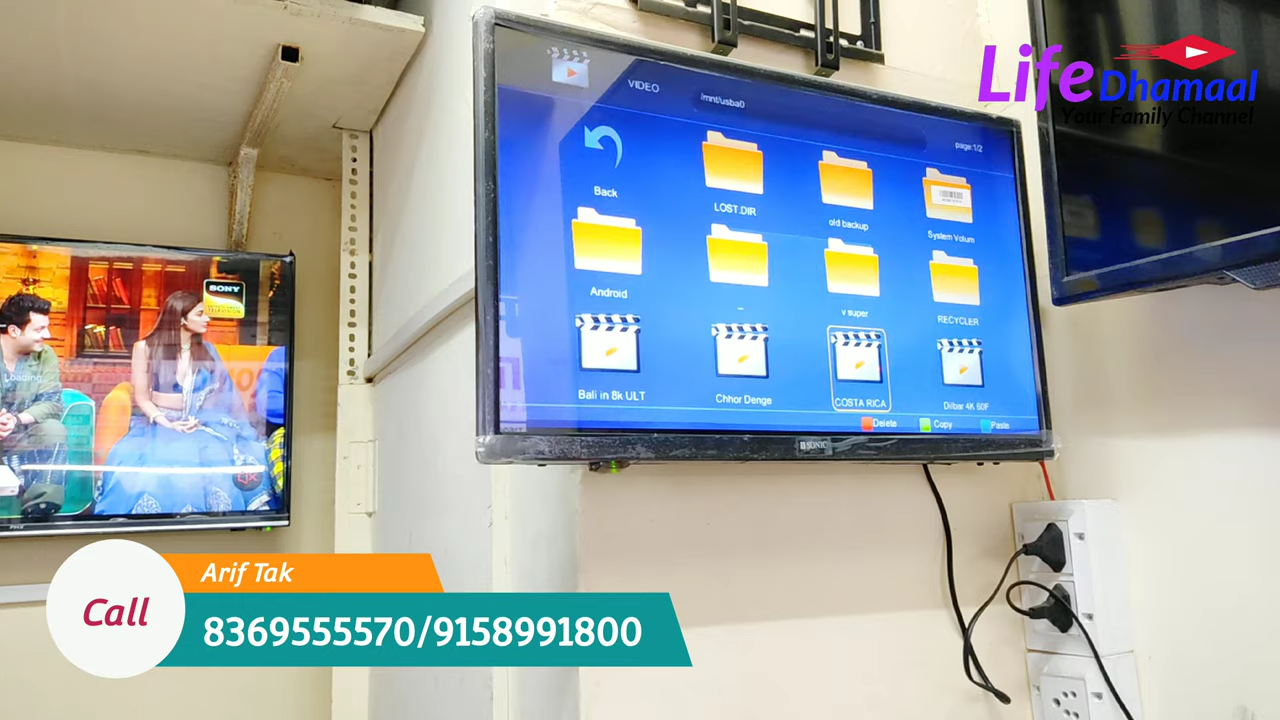 Life Dhamaal
Your Family Channel
VIDEO
/mnt/usba0
page:1/2
Back
LOST.DIR
old backup
System Volum
Android
_
v super
RECYCLER
Bali in 8k ULT
Chhor Denge
COSTA RICA
Dilbar 4K 60F
Delete
Copy
Paste
SONIC
SONY
Loading
Arif Tak
Call
8369555570/9158991800